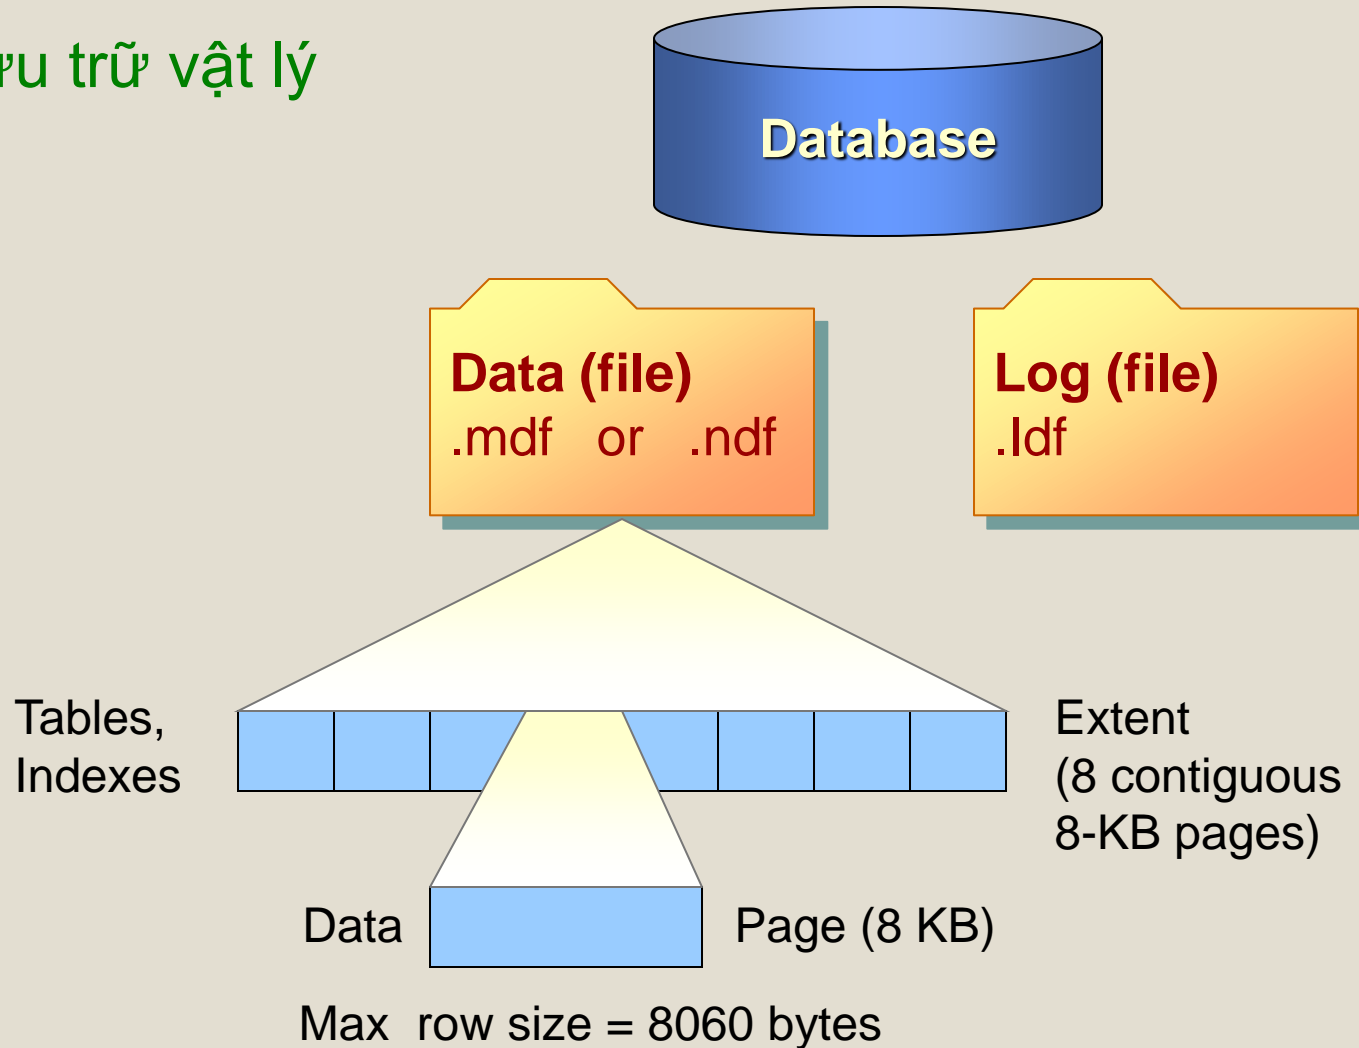 trữ vật lý
Database
Data (file)
.mdf or .ndf
Log (file)
.ldf
Tables,
Indexes
Extent
(8 contiguous
8-KB pages)
Data
Page (8 KB)
Max row size = 8060 bytes